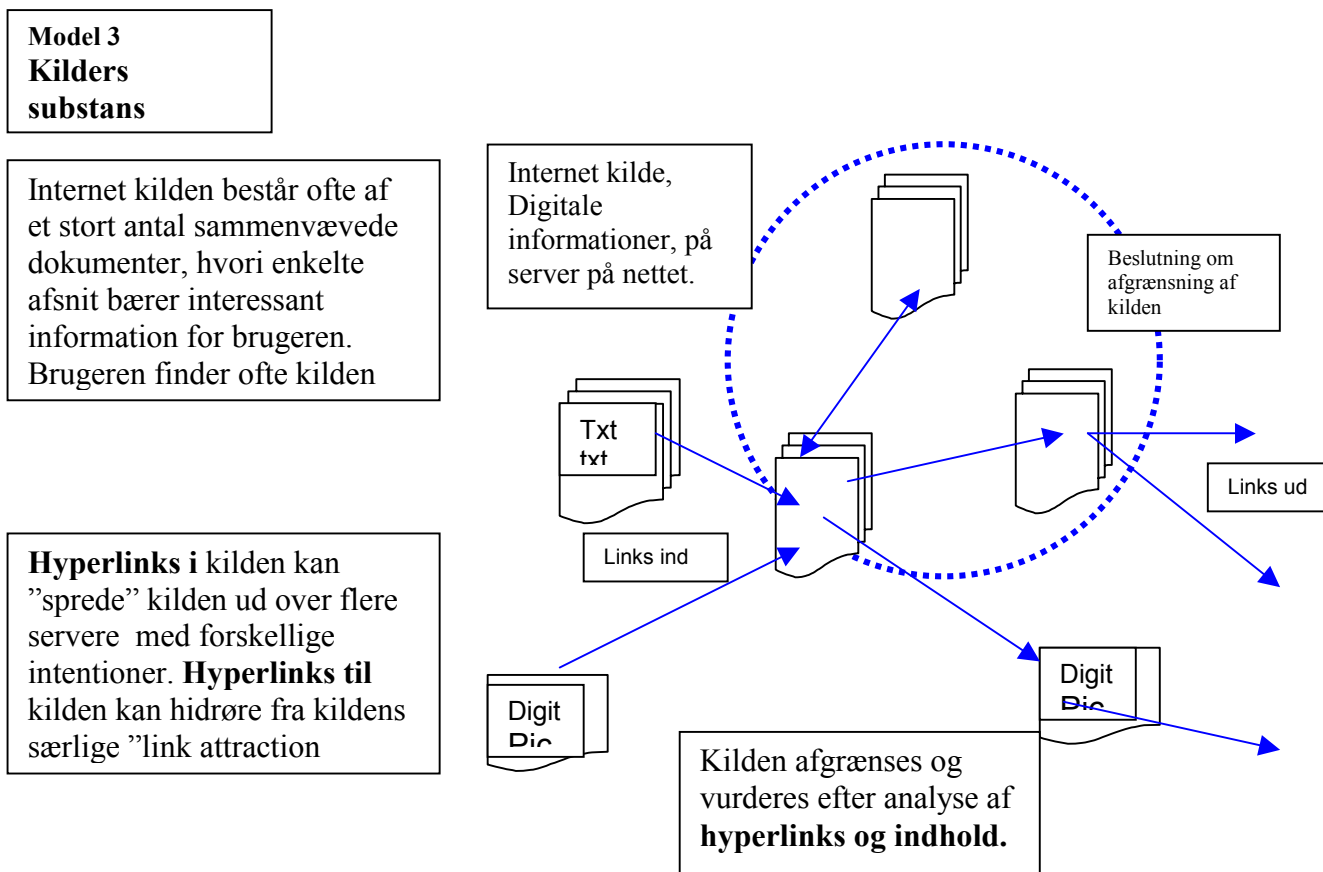 Model 3
Kilders
substans
Internet kilden består ofte af
et stort antal sammenvævede
dokumenter, hvori enkelte
afsnit bærer interessant
information for brugeren.
Brugeren finder ofte kilden
Hyperlinks i kilden kan
”sprede” kilden ud over flere
servere med forskellige
intentioner. Hyperlinks til
kilden kan hidrøre fra kildens
særlige ”link attraction
Internet kilde,
Digitale
informationer, på
server på nettet.
Beslutning om
afgrænsning af
kilden
Txt
txt
Links ind
Links ud
Digit
Pic
Digit
Pic
Kilden afgrænses og
vurderes efter analyse af
hyperlinks og indhold.